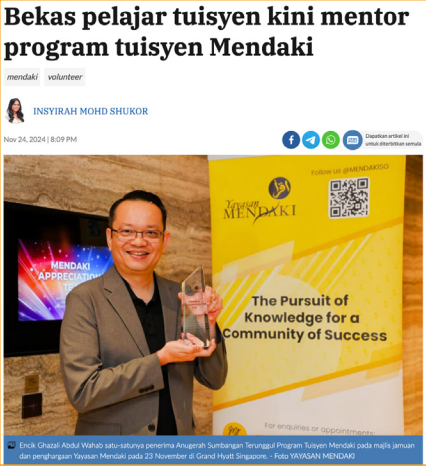 Bekas pelajar tuisyen kini mentor
program tuisyen Mendaki
mendaki volunteer
INSYIRAH MOHD SHUKOR
Nov 24, 2024 | 8:09 PM
Dapatkan artikel ini
untuk diterbitkan semula
Follow us @MENDAKISG
Yayasan
MENDAKI
MENDAKI
APPRECIATION
The Pursuit of
Knowledge for a
Community of Success
For enquiries or appointments:
Encik Ghazali Abdul Wahab satu-satunya penerima Anugerah Sumbangan Terunggul Program Tuisyen Mendaki pada majlis jamuan
dan penghargaan Yayasan Mendaki pada 23 November di Grand Hyatt Singapore. - Foto YAYASAN MENDAKI